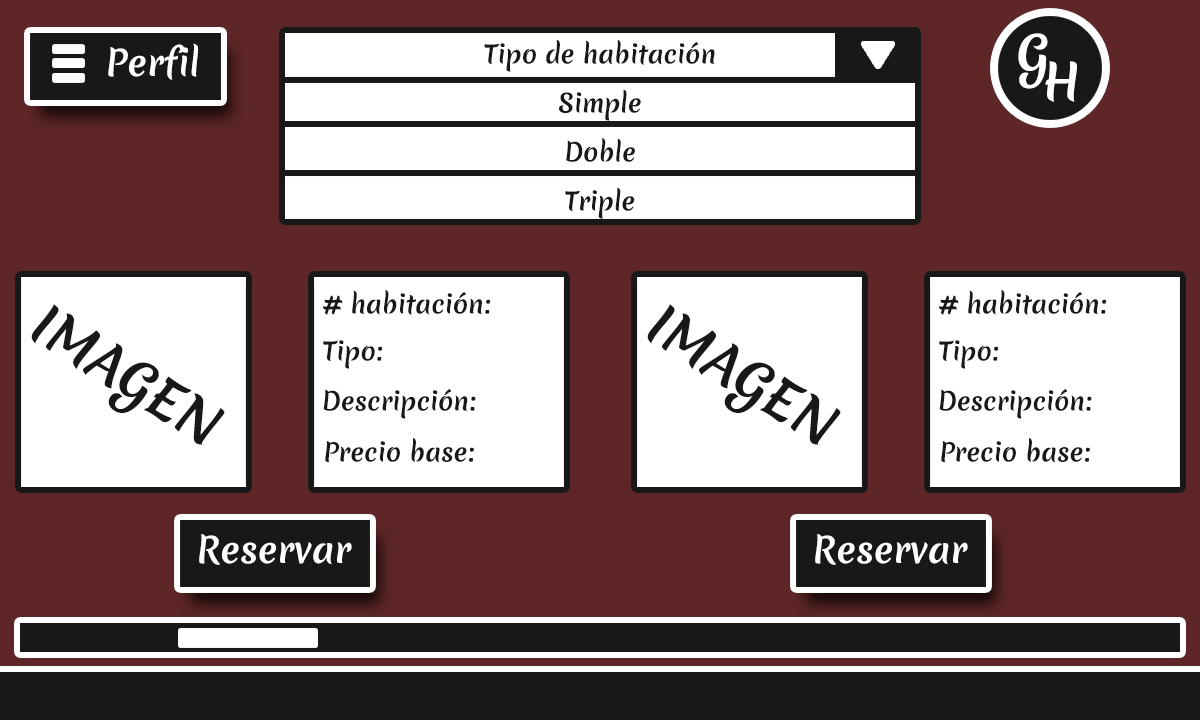 Perfil
Tipo de habitación
GH
Simple
Doble
Triple
IMAGEN
# habitación:
Tipo:
Descripción:
Precio base:
IMAGEN
# habitación:
Tipo:
Descripción:
Precio base:
Reservar
Reservar